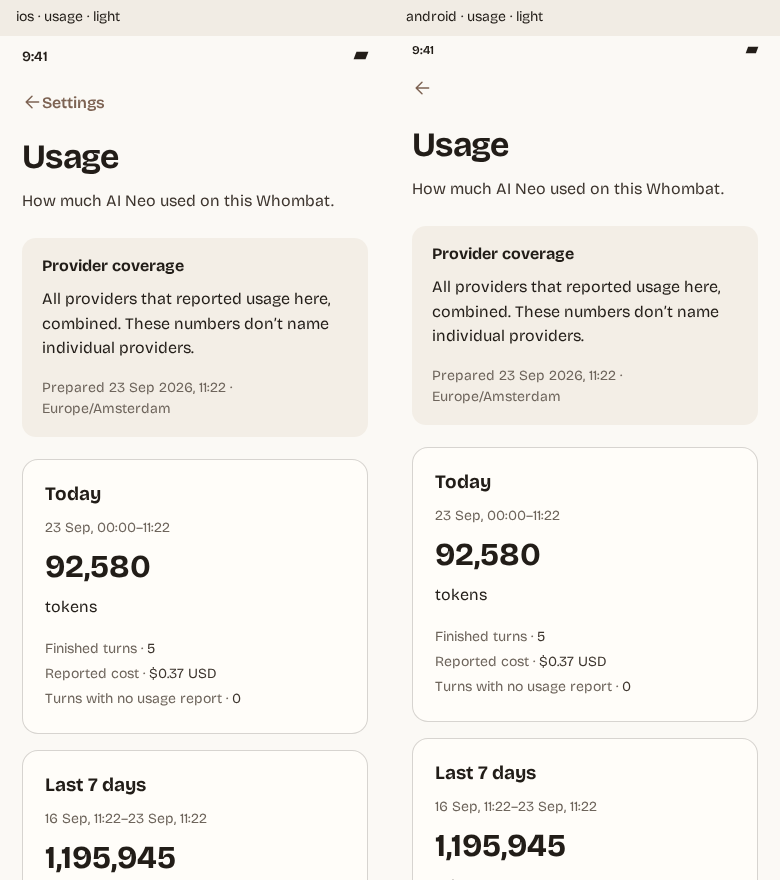 ios · usage · light
9:41
Settings
Usage
How much AI Neo used on this Whombat.
Provider coverage
All providers that reported usage here,
combined. These numbers don’t name
individual providers.
Prepared 23 Sep 2026, 11:22 ·
Europe/Amsterdam
Today
23 Sep, 00:00–11:22
92,580
tokens
Finished turns · 5
Reported cost · $0.37 USD
Turns with no usage report · 0
Last 7 days
16 Sep, 11:22–23 Sep, 11:22
1,195,945
android · usage · light
9:41
Usage
How much AI Neo used on this Whombat.
Provider coverage
All providers that reported usage here,
combined. These numbers don’t name
individual providers.
Prepared 23 Sep 2026, 11:22 ·
Europe/Amsterdam
Today
23 Sep, 00:00–11:22
92,580
tokens
Finished turns · 5
Reported cost · $0.37 USD
Turns with no usage report · 0
Last 7 days
16 Sep, 11:22–23 Sep, 11:22
1,195,945